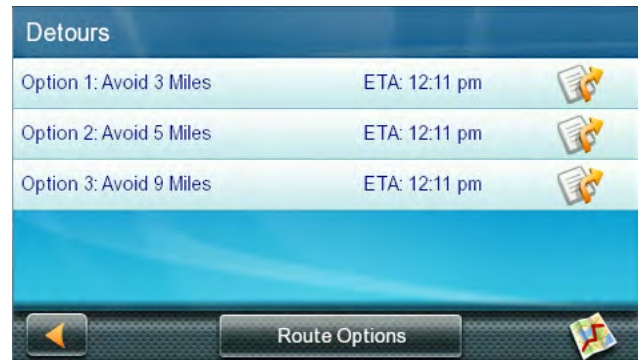 Detours
Option 1: Avoid 3 Miles ETA: 12:11 pm
Option 2: Avoid 5 Miles ETA: 12:11 pm
Option 3: Avoid 9 Miles ETA: 12:11 pm
Route Options